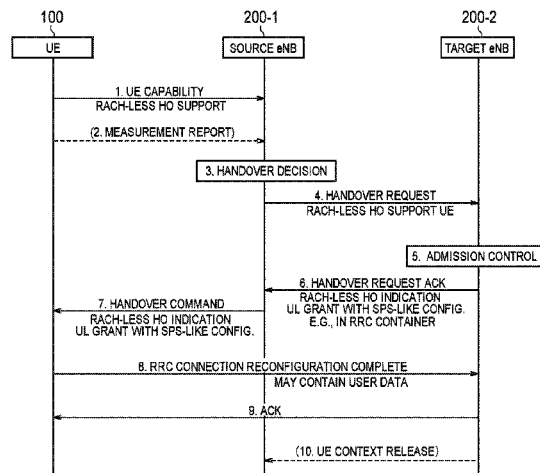 100
200-1
200-2
UE
SOURCE eNB
TARGET eNB
1. UE CAPABILITY
RACH-LESS HO SUPPORT
(2. MEASUREMENT REPORT)
3. HANDOVER DECISION
4. HANDOVER REQUEST
RACH-LESS HO SUPPORT UE
5. ADMISSION CONTROL
6. HANDOVER REQUEST ACK
RACH-LESS HO INDICATION
UL GRANT WITH SPS-LIKE CONFIG.
E.G., IN RRC CONTAINER
7. HANDOVER COMMAND
RACH-LESS HO INDICATION
UL GRANT WITH SPS-LIKE CONFIG.
8. RRC CONNECTION RECONFIGURATION COMPLETE
MAY CONTAIN USER DATA
9. ACK
(10. UE CONTEXT RELEASE)